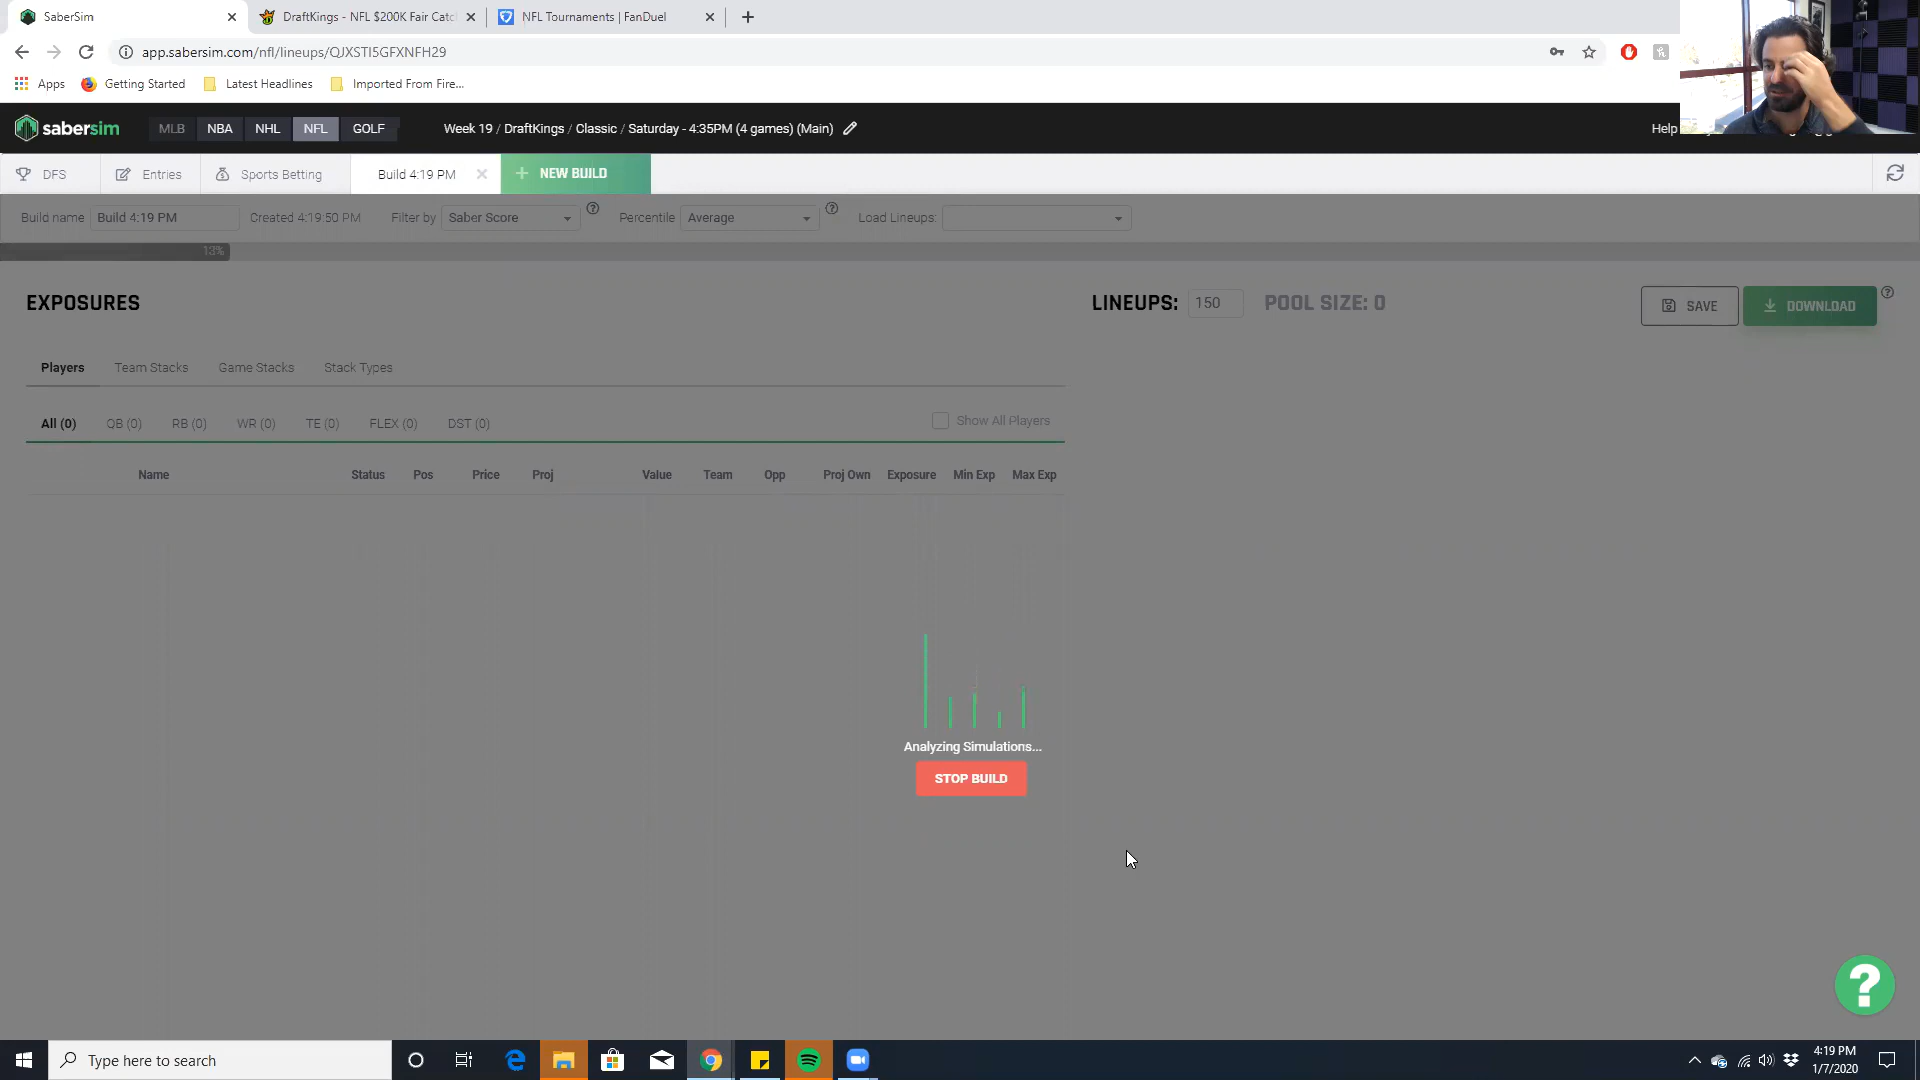 SaberSim
DraftKings - NFL $200K Fair Catc
NFL Tournaments | FanDuel
app.sabersim.com/nfl/lineups/QJXSTI5GFXNFH29
Apps
Getting Started
Latest Headlines
Imported From Fire...
sabersim
MLB
NBA
NHL
NFL
GOLF
Week 19 / DraftKings / Classic / Saturday - 4:35PM (4 games) (Main)
Help
DFS
Entries
Sports Betting
Build 4:19 PM
+ NEW BUILD
Build name
Build 4:19 PM
Created 4:19:50 PM
Filter by
Saber Score
?
Percentile
Average
?
Load Lineups:
13%
EXPOSURES
LINEUPS:
150
POOL SIZE: 0
SAVE
DOWNLOAD
?
Players
Team Stacks
Game Stacks
Stack Types
All (0)
QB (0)
RB (0)
WR (0)
TE (0)
FLEX (0)
DST (0)
Show All Players
Name
Status
Pos
Price
Proj
Value
Team
Opp
Proj Own
Exposure
Min Exp
Max Exp
Analyzing Simulations...
STOP BUILD
?
Type here to search
4:19 PM
1/7/2020